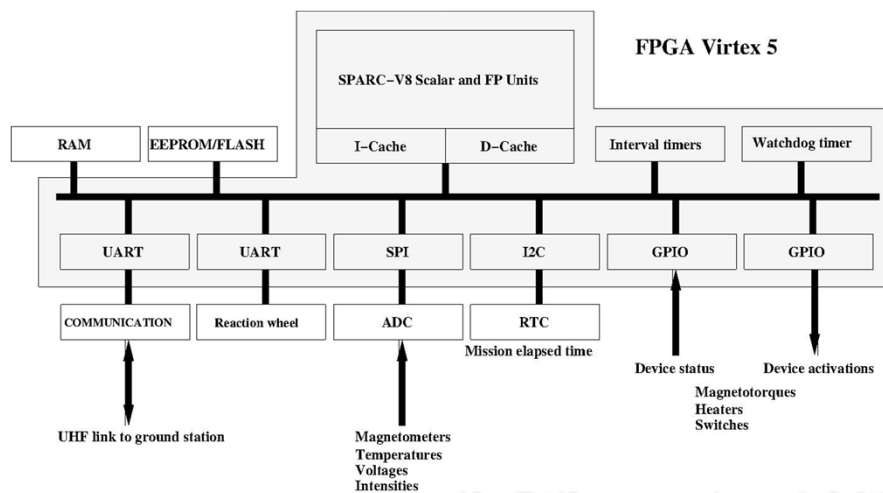 FPGA Virtex 5
SPARC-V8 Scalar and FP Units
RAM
EEPROM/FLASH
I-Cache
D-Cache
Interval timers
Watchdog timer
UART
UART
SPI
I2C
GPIO
GPIO
COMMUNICATION
Reaction wheel
ADC
RTC
Mission elapsed time
Device status
Device activations
Magnetotorques
Heaters
Switches
UHF link to ground station
Magnetometers
Temperatures
Voltages
Intensities